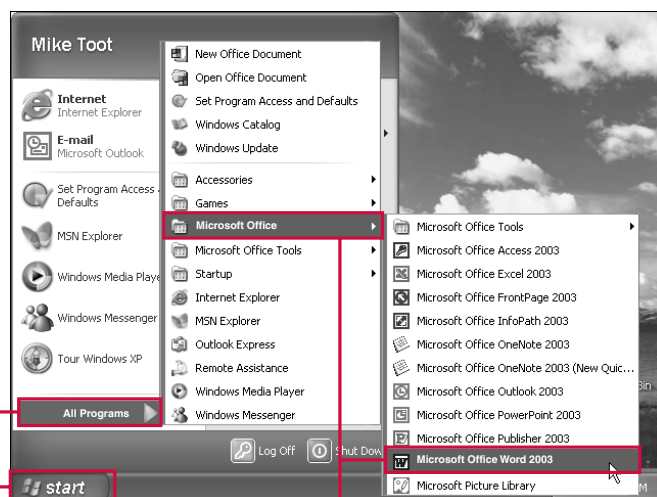 Mike Toot
Internet
Internet Explorer
E-mail
Microsoft Outlook
Set Program Access
Defaults
MSN Explorer
Windows Media Playe
Windows Messenger
Tour Windows XP
All Programs
New Office Document
Open Office Document
Set Program Access and Defaults
Windows Catalog
Windows Update
Accessories
Games
Microsoft Office
Microsoft Office Tools
Startup
Internet Explorer
MSN Explorer
Outlook Express
Remote Assistance
Windows Media Player
Windows Messenger
Microsoft Office Tools
Microsoft Office Access 2003
Microsoft Office Excel 2003
Microsoft Office FrontPage 2003
Microsoft Office InfoPath 2003
Microsoft Office OneNote 2003
Microsoft Office OneNote 2003 (New Quic...
Microsoft Office Outlook 2003
Microsoft Office PowerPoint 2003
Microsoft Office Publisher 2003
Microsoft Office Word 2003
Microsoft Picture Library
Bin
Log Off
Shut Dow
start
M